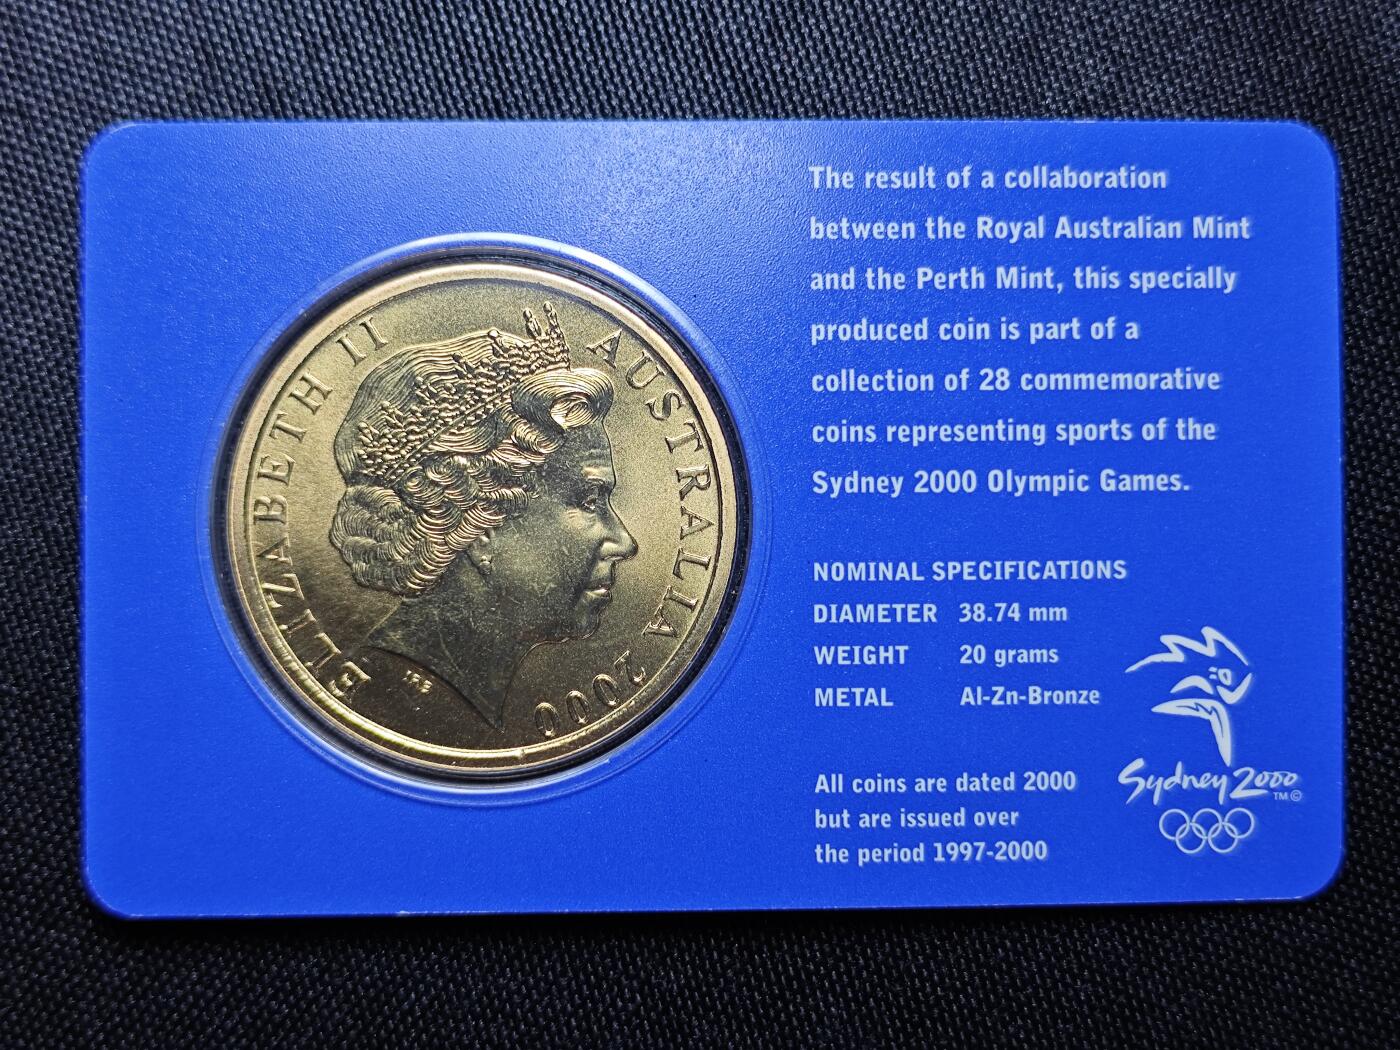 ELIZABETH II AUSTRALIA 2000
IRB
The result of a collaboration
between the Royal Australian Mint
and the Perth Mint, this specially
produced coin is part of a
collection of 28 commemorative
coins representing sports of the
Sydney 2000 Olympic Games.
NOMINAL SPECIFICATIONS
DIAMETER 38.74 mm
WEIGHT 20 grams
METAL Al-Zn-Bronze
All coins are dated 2000
but are issued over
the period 1997-2000
Sydney 2000
TM©